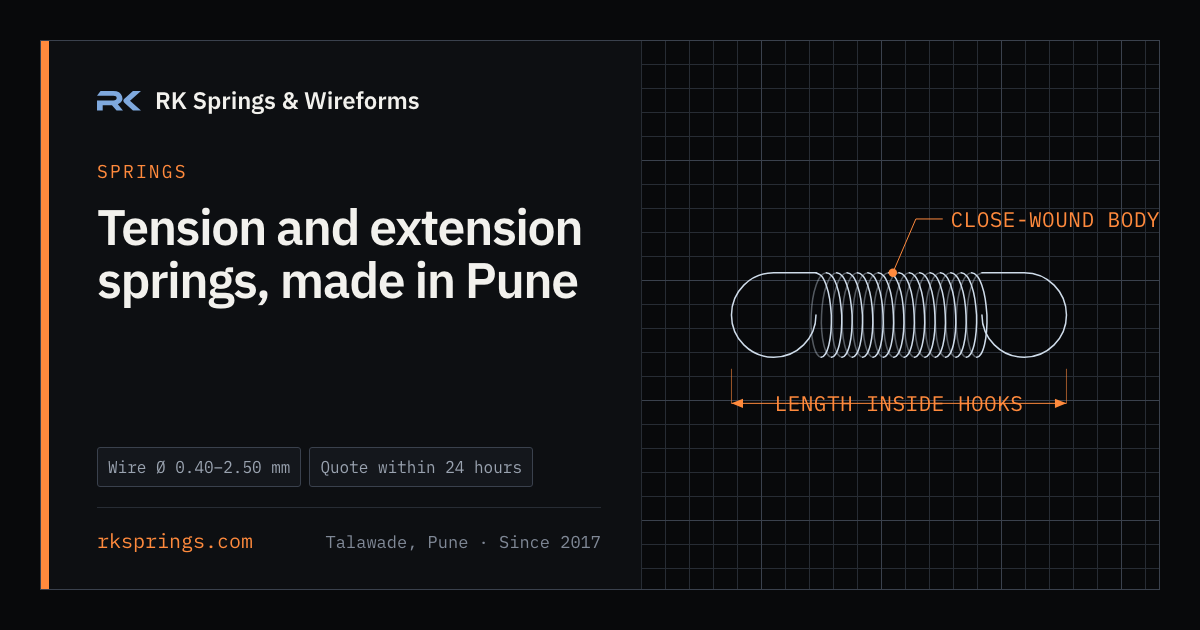 RK RK Springs & Wireforms
SPRINGS
Tension and extension
springs, made in Pune
Wire Ø 0.40–2.50 mm
Quote within 24 hours
rksprings.com
Talawade, Pune · Since 2017
CLOSE-WOUND BODY
LENGTH INSIDE HOOKS